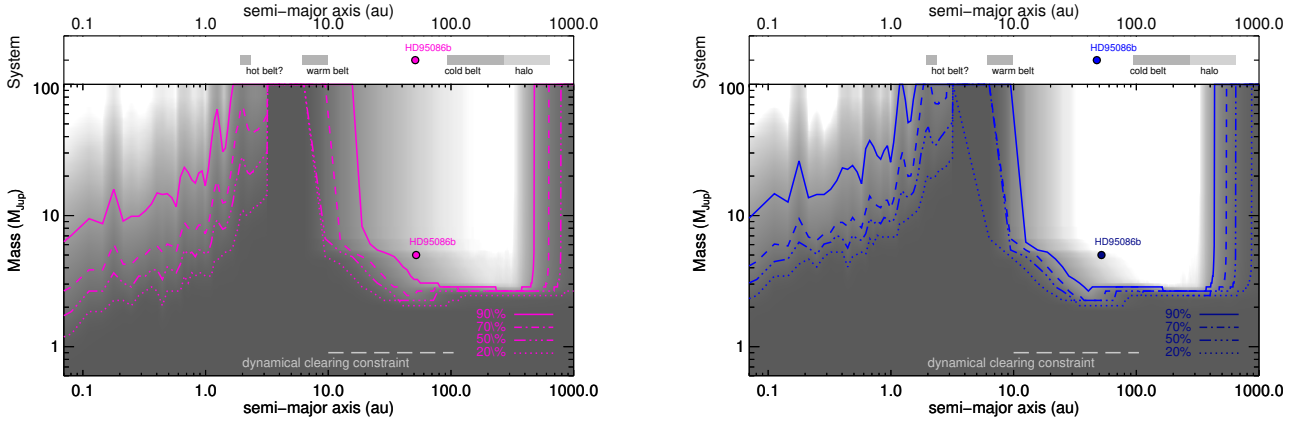 semi-major axis (au)
0.1 1.0 10.0 100.0 1000.0
System
HD95086b
hot belt? warm belt cold belt halo
100
10
1
Mass (MJup)
HD95086b
90%
70%
50%
20%
dynamical clearing constraint
0.1 1.0 10.0 100.0 1000.0
semi-major axis (au)
semi-major axis (au)
0.1 1.0 10.0 100.0 1000.0
System
HD95086b
hot belt? warm belt cold belt halo
100
10
1
Mass (MJup)
HD95086b
90%
70%
50%
20%
dynamical clearing constraint
0.1 1.0 10.0 100.0 1000.0
semi-major axis (au)